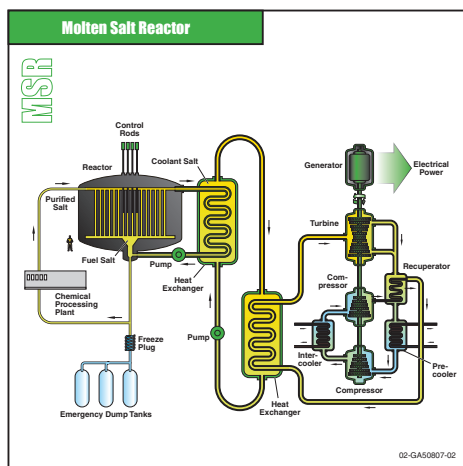 Molten Salt Reactor
MSR
Control
Rods
Reactor
Coolant Salt
Purified
Salt
Generator
Electrical
Power
Turbine
Fuel Salt
Pump
Heat
Exchanger
Chemical
Processing
Plant
Com-
pressor
Recuperator
Freeze
Plug
Pump
Inter-
cooler
Pre-
cooler
Compressor
Heat
Exchanger
Emergency Dump Tanks
02-GA50807-02